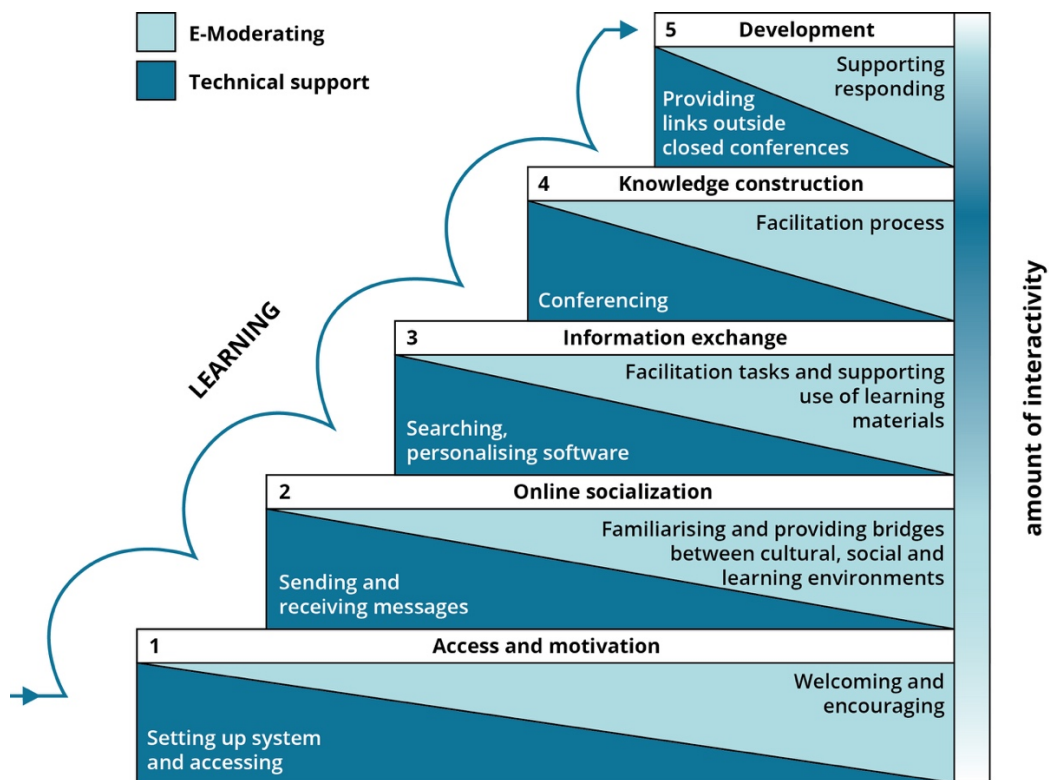 E-Moderating
Technical support
5 Development
Supporting
responding
Providing
links outside
closed conferences
4 Knowledge construction
Facilitation process
Conferencing
3 Information exchange
Facilitation tasks and supporting
use of learning
materials
Searching,
personalising software
2 Online socialization
Familiarising and providing bridges
between cultural, social and
learning environments
Sending and
receiving messages
1 Access and motivation
Welcoming and
encouraging
Setting up system
and accessing
LEARNING
amount of interactivity